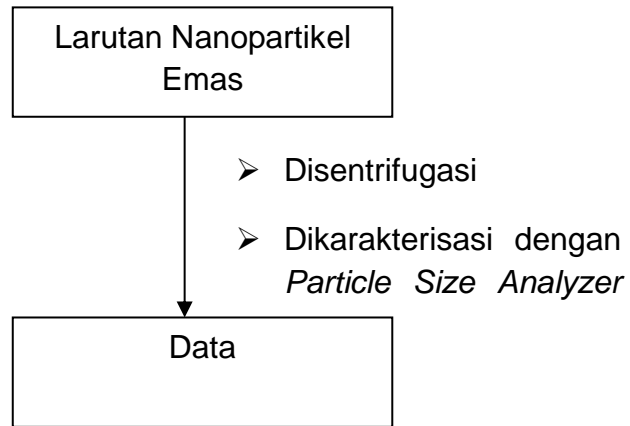 Larutan Nanopartikel
Emas
➢ Disentrifugasi
➢ Dikarakterisasi dengan
Particle Size Analyzer
Data